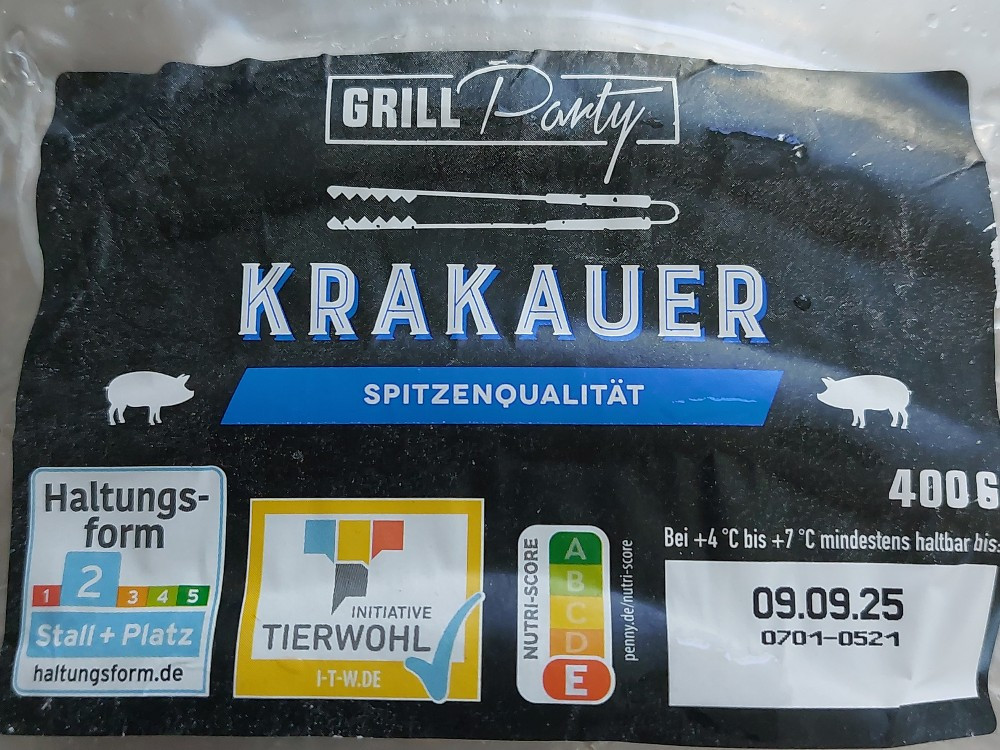 GRILL Party
KRAKAUER
SPITZENQUALITÄT
400G
Bei +4 °C bis +7 °C mindestens haltbar bis:
09.09.25
0701-0521
Haltungs-
form
1 2 3 4 5
Stall + Platz
haltungsform.de
INITIATIVE
TIERWOHL
I-T-W.DE
NUTRI-SCORE
A
B
C
D
E
penny.de/nutri-score